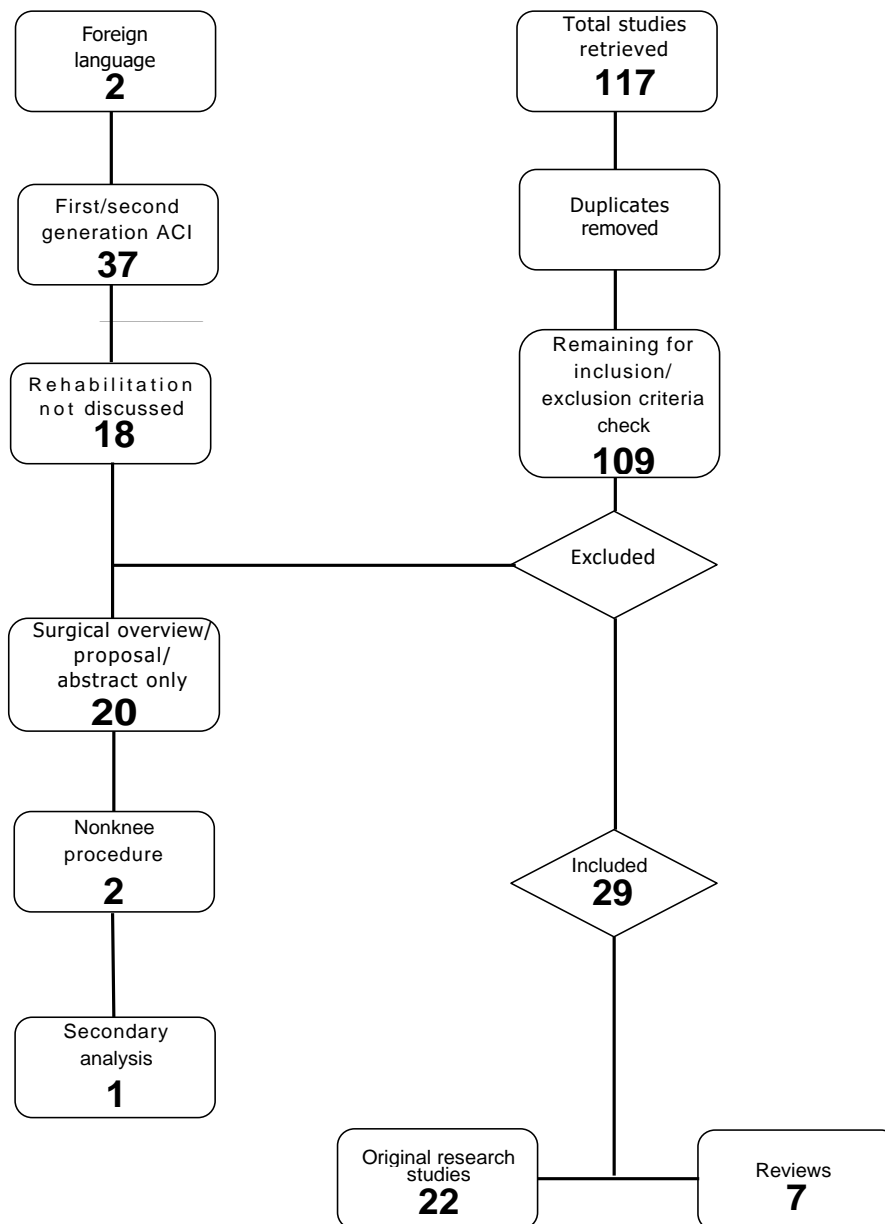 Foreign
language
2
First/second
generation ACI
37
Rehabilitation
not discussed
18
Surgical overview/
proposal/
abstract only
20
Nonknee
procedure
2
Secondary
analysis
1
Total studies
retrieved
117
Duplicates
removed
Remaining for
inclusion/
exclusion criteria
check
109
Excluded
Included
29
Original research
studies
22
Reviews
7